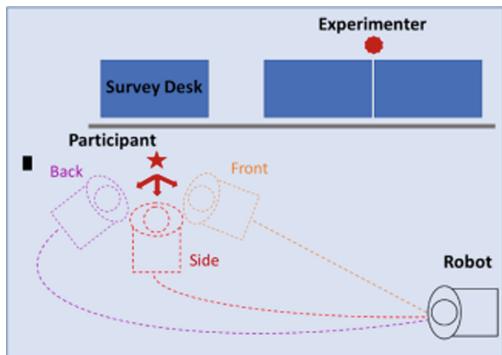 Experimenter
Survey Desk
Participant
Back
Front
Side
Robot